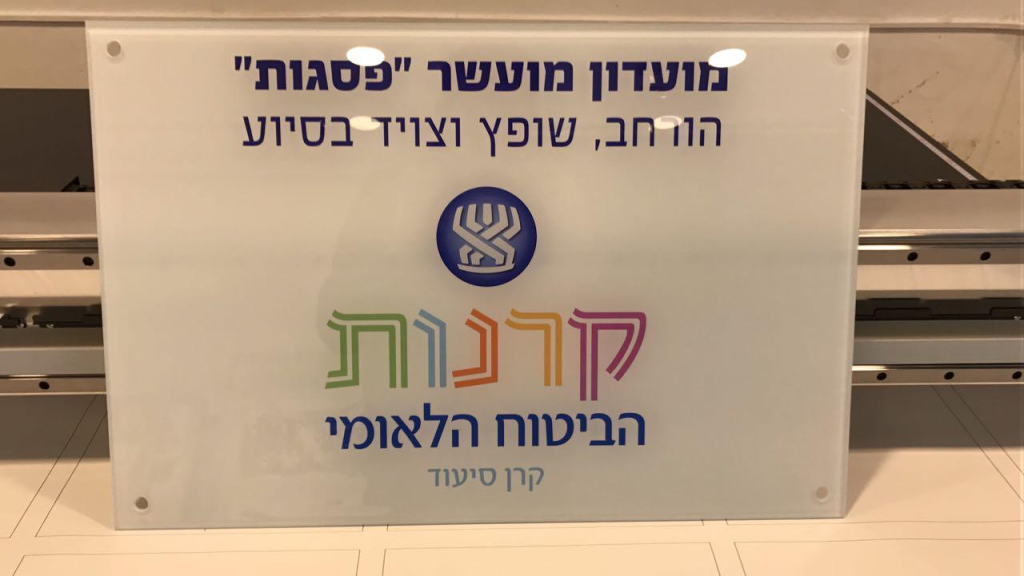 מועדון מועשר "פסגות"
הורחב, שופץ וצויד בסיוע
קרנות
הביטוח הלאומי
קרן סיעוד